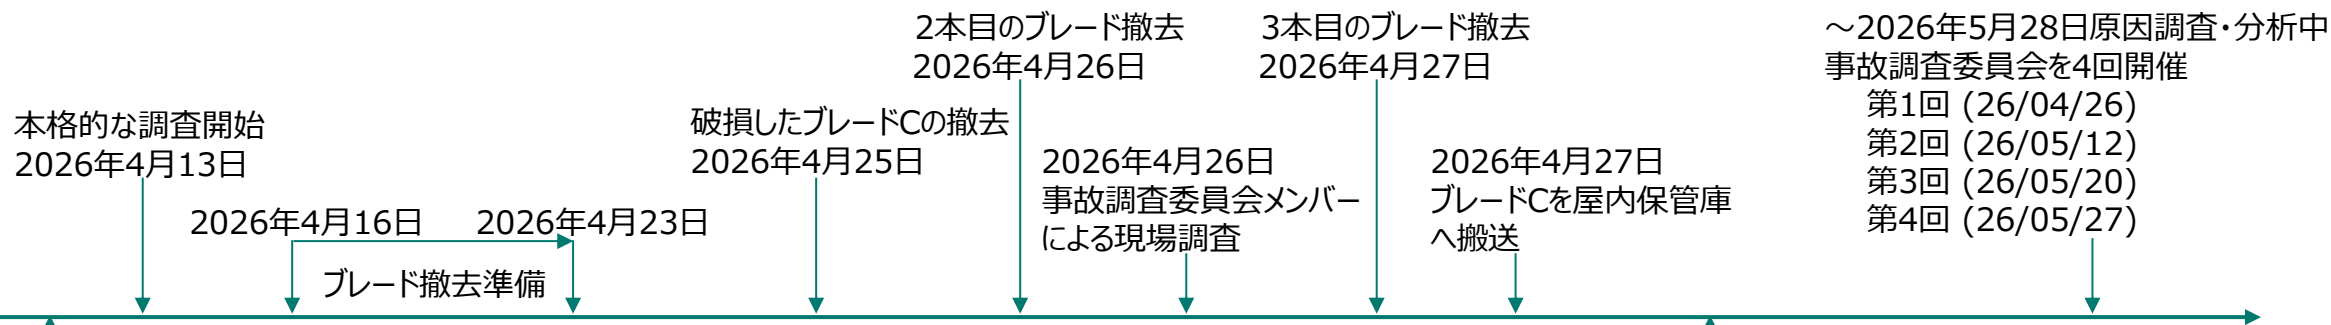 本格的な調査開始
2026年4月13日
2026年4月16日
2026年4月23日
ブレード撤去準備
破損したブレードCの撤去
2026年4月25日
2本目のブレード撤去
2026年4月26日
2026年4月26日
事故調査委員会メンバー
による現場調査
3本目のブレード撤去
2026年4月27日
2026年4月27日
ブレードCを屋内保管庫
へ搬送
～2026年5月28日原因調査・分析中
事故調査委員会を4回開催
第1回 (26/04/26)
第2回 (26/05/12)
第3回 (26/05/20)
第4回 (26/05/27)